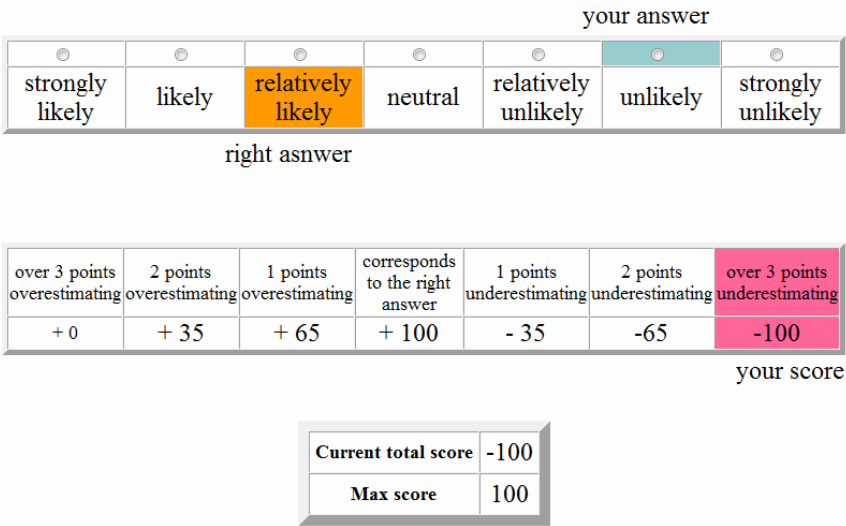 your answer
strongly likely
likely
relatively likely
neutral
relatively unlikely
unlikely
strongly unlikely
right asnwer
over 3 points overestimating
2 points overestimating
1 points overestimating
corresponds to the right answer
1 points underestimating
2 points underestimating
over 3 points underestimating
+ 0
+ 35
+ 65
+ 100
- 35
-65
-100
your score
Current total score -100
Max score 100